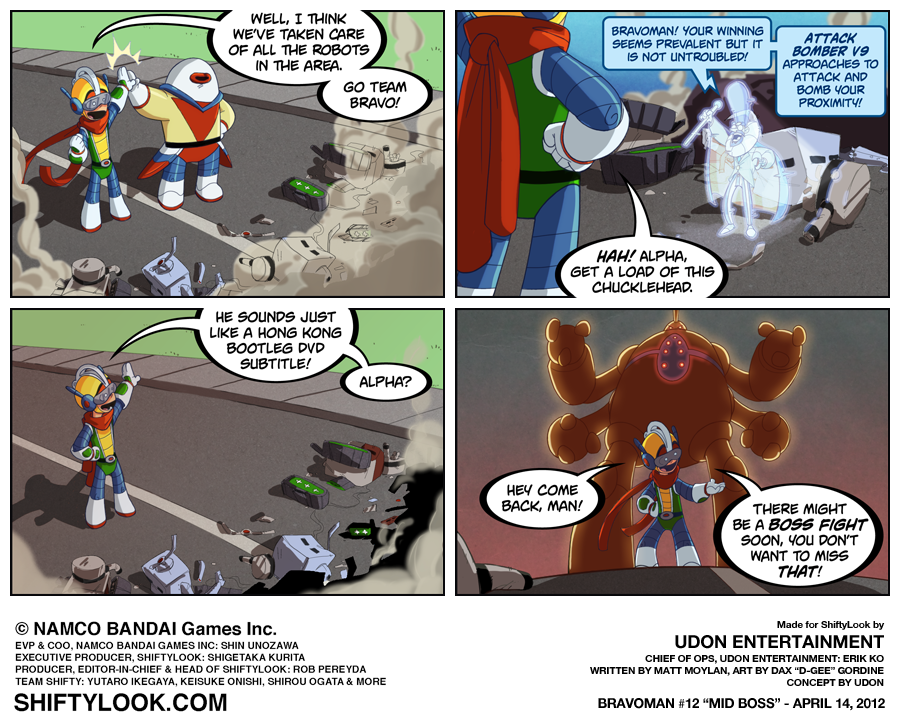 WELL, I THINK
WE'VE TAKEN CARE
OF ALL THE ROBOTS
IN THE AREA.
GO TEAM
BRAVO!
BRAVOMAN! YOUR WINNING
SEEMS PREVALENT BUT IT
IS NOT UNTROUBLED!
ATTACK
BOMBER V9
APPROACHES TO
ATTACK AND
BOMB YOUR
PROXIMITY!
HAH! ALPHA,
GET A LOAD OF THIS
CHUCKLEHEAD.
HE SOUNDS JUST
LIKE A HONG KONG
BOOTLEG DVD
SUBTITLE!
ALPHA?
HEY COME
BACK, MAN!
THERE MIGHT
BE A BOSS FIGHT
SOON, YOU DON'T
WANT TO MISS
THAT!
© NAMCO BANDAI Games Inc.
EVP & COO, NAMCO BANDAI GAMES INC: SHIN UNOZAWA
EXECUTIVE PRODUCER, SHIFTYLOOK: SHIGETAKA KURITA
PRODUCER, EDITOR-IN-CHIEF & HEAD OF SHIFTYLOOK: ROB PEREYDA
TEAM SHIFTY: YUTARO IKEGAYA, KEISUKE ONISHI, SHIROU OGATA & MORE
SHIFTYLOOK.COM
Made for ShiftyLook by
UDON ENTERTAINMENT
CHIEF OF OPS, UDON ENTERTAINMENT: ERIK KO
WRITTEN BY MATT MOYLAN, ART BY DAX “D-GEE” GORDINE
CONCEPT BY UDON
BRAVOMAN #12 “MID BOSS” - APRIL 14, 2012